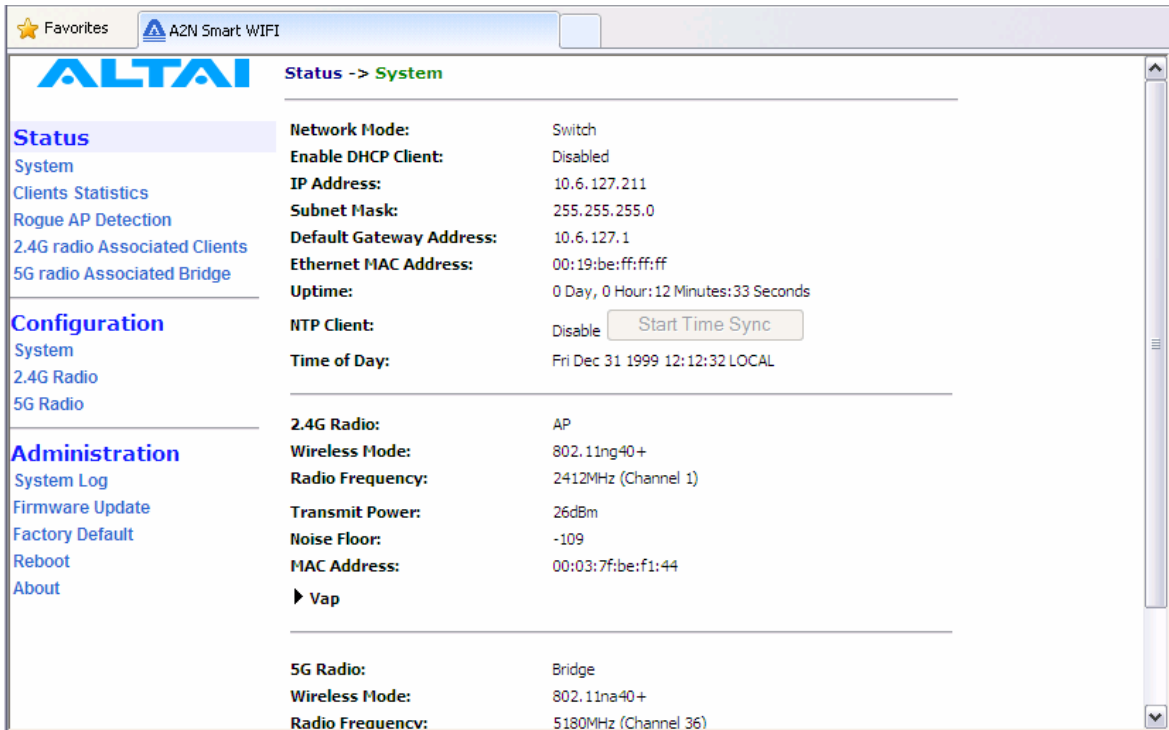 Favorites
A2N Smart WIFI
ALTAI
Status
System
Clients Statistics
Rogue AP Detection
2.4G radio Associated Clients
5G radio Associated Bridge
Configuration
System
2.4G Radio
5G Radio
Administration
System Log
Firmware Update
Factory Default
Reboot
About
Status -> System
Network Mode: Switch
Enable DHCP Client: Disabled
IP Address: 10.6.127.211
Subnet Mask: 255.255.255.0
Default Gateway Address: 10.6.127.1
Ethernet MAC Address: 00:19:be:ff:ff:ff
Uptime: 0 Day, 0 Hour:12 Minutes:33 Seconds
NTP Client: Disable Start Time Sync
Time of Day: Fri Dec 31 1999 12:12:32 LOCAL
2.4G Radio: AP
Wireless Mode: 802.11ng40+
Radio Frequency: 2412MHz (Channel 1)
Transmit Power: 26dBm
Noise Floor: -109
MAC Address: 00:03:7f:be:f1:44
Vap
5G Radio: Bridge
Wireless Mode: 802.11na40+
Radio Frequency: 5180MHz (Channel 36)